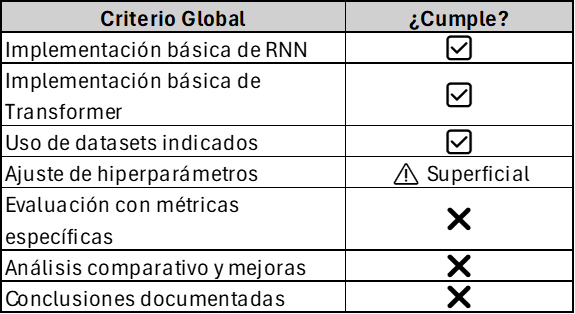 Criterio Global ¿Cumple?
Implementación básica de RNN ☑
Implementación básica de
Transformer ☑
Uso de datasets indicados ☑
Ajuste de hiperparámetros ⚠ Superficial
Evaluación con métricas
específicas ❌
Análisis comparativo y mejoras ❌
Conclusiones documentadas ❌